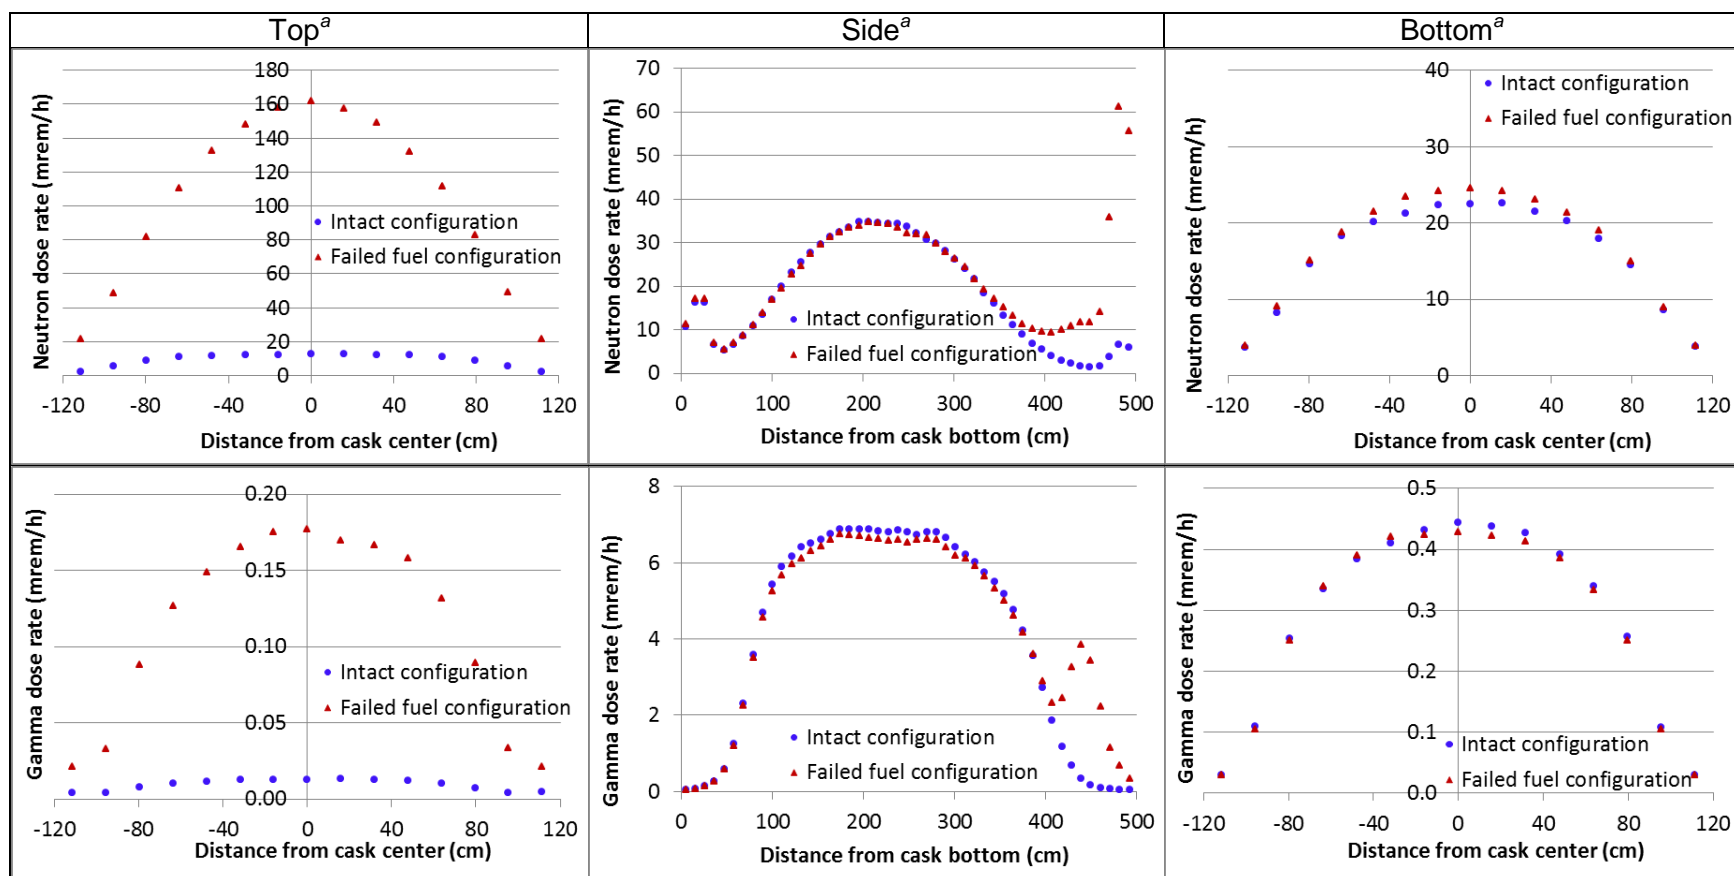 Topa
Sidea
Bottoma
Neutron dose rate (mrem/h)
180
160
140
120
100
80
60
40
20
0
-120
-80
-40
0
40
80
120
Intact configuration
Failed fuel configuration
Distance from cask center (cm)
Neutron dose rate (mrem/h)
70
60
50
40
30
20
10
0
0
100
200
300
400
500
Intact configuration
Failed fuel configuration
Distance from cask bottom (cm)
Neutron dose rate (mrem/h)
40
30
20
10
0
-120
-80
-40
0
40
80
120
Intact configuration
Failed fuel configuration
Distance from cask center (cm)
Gamma dose rate (mrem/h)
0.20
0.15
0.10
0.05
0.00
-120
-80
-40
0
40
80
120
Intact configuration
Failed fuel configuration
Distance from cask center (cm)
Gamma dose rate (mrem/h)
8
6
4
2
0
0
100
200
300
400
500
Intact configuration
Failed fuel configuration
Distance from cask bottom (cm)
Gamma dose rate (mrem/h)
0.5
0.4
0.3
0.2
0.1
0.0
-120
-80
-40
0
40
80
120
Intact configuration
Failed fuel configuration
Distance from cask center (cm)